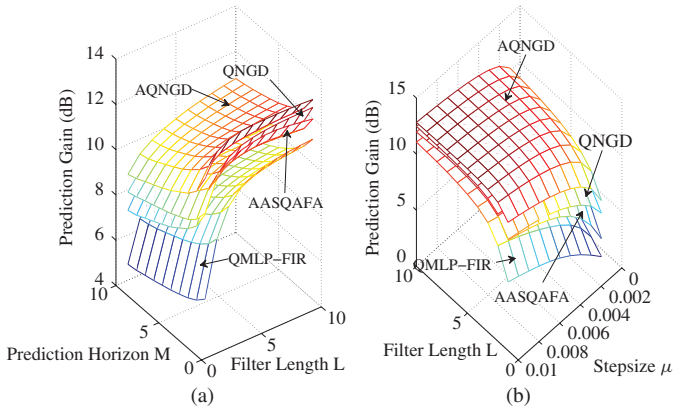 14
12
10
8
6
4
Prediction Gain (dB)
10
5
0
Prediction Horizon M
0
5
10
Filter Length L
AQNGD
QNGD
AASQAFA
QMLP−FIR
(a)
15
10
5
0
Prediction Gain (dB)
10
5
0
Filter Length L
0
0.002
0.004
0.006
0.008
0.01
Stepsize μ
AQNGD
QNGD
QMLP−FIR
AASQAFA
(b)